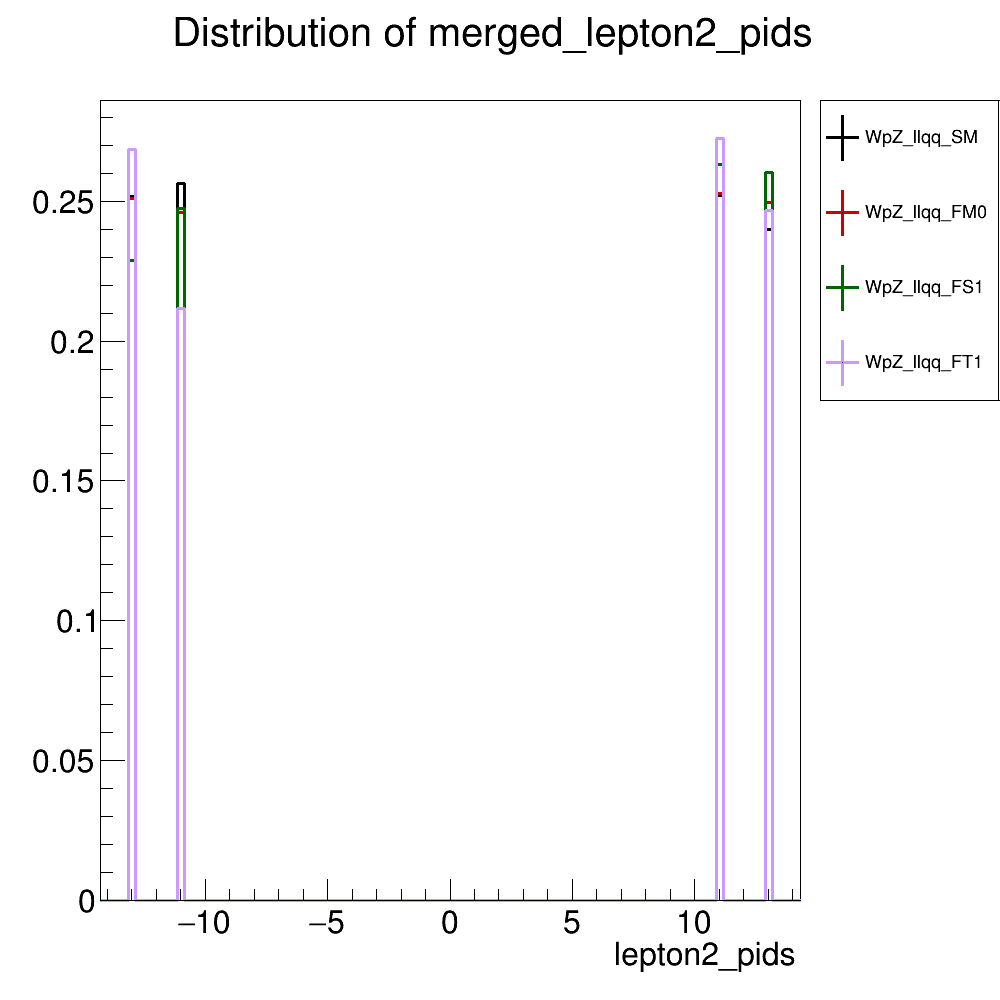 Distribution of merged_lepton2_pids
WpZ_llqq_SM
WpZ_llqq_FM0
WpZ_llqq_FS1
WpZ_llqq_FT1
0.25
0.2
0.15
0.1
0.05
0
−10 −5 0 5 10
lepton2_pids